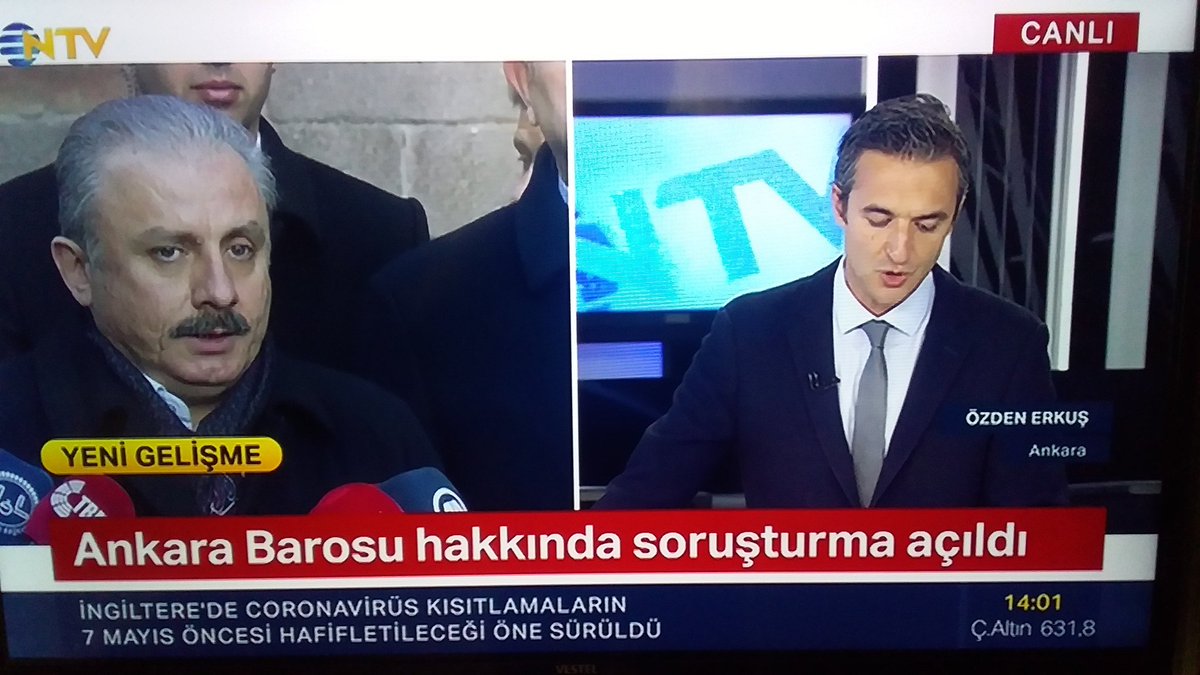 NTV
CANLI
NTV
ÖZDEN ERKUŞ
Ankara
YENİ GELİŞME
Ankara Barosu hakkında soruşturma açıldı
İNGİLTERE'DE CORONAVİRÜS KISITLAMALARIN
7 MAYIS ÖNCESİ HAFİFLETİLECEĞİ ÖNE SÜRÜLDÜ
14:01
Ç.Altın 631,8
VESTEL